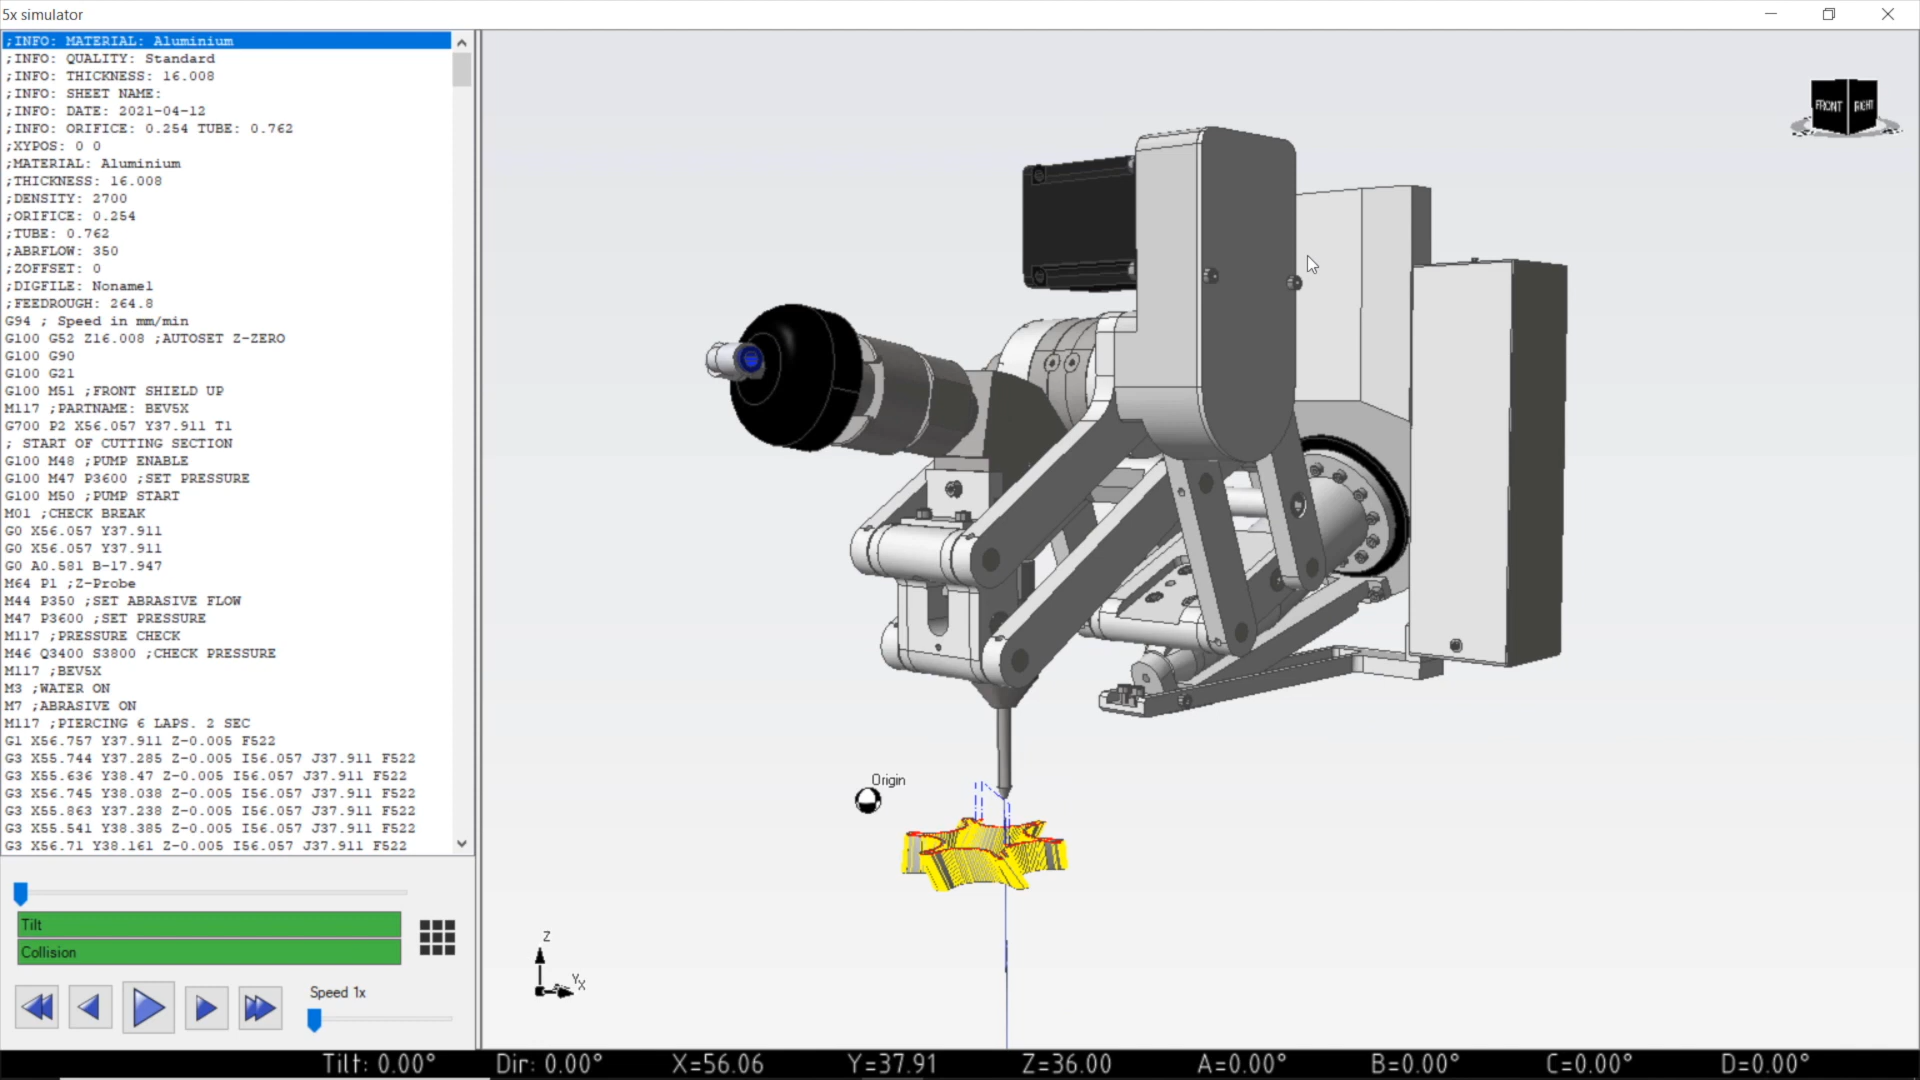 5x simulator
;INFO: MATERIAL: Aluminium
;INFO: QUALITY: Standard
;INFO: THICKNESS: 16.008
;INFO: SHEET NAME:
;INFO: DATE: 2021-04-12
;INFO: ORIFICE: 0.254 TUBE: 0.762
;XYPOS: 0 0
;MATERIAL: Aluminium
;THICKNESS: 16.008
;DENSITY: 2700
;ORIFICE: 0.254
;TUBE: 0.762
;ABRFLOW: 350
;ZOFFSET: 0
;DIGFILE: Noname1
;FEEDROUGH: 264.8
G94 ; Speed in mm/min
G100 G52 Z16.008 ;AUTOSET Z-ZERO
G100 G90
G100 G21
G100 M51 ;FRONT SHIELD UP
M117 ;PARTNAME: BEV5X
G700 P2 X56.057 Y37.911 T1
; START OF CUTTING SECTION
G100 M48 ;PUMP ENABLE
G100 M47 P3600 ;SET PRESSURE
G100 M50 ;PUMP START
M01 ;CHECK BREAK
G0 X56.057 Y37.911
G0 X56.057 Y37.911
G0 A0.581 B-17.947
M64 P1 ;Z-Probe
M44 P350 ;SET ABRASIVE FLOW
M47 P3600 ;SET PRESSURE
M117 ;PRESSURE CHECK
M46 Q3400 S3800 ;CHECK PRESSURE
M117 ;BEV5X
M3 ;WATER ON
M7 ;ABRASIVE ON
M117 ;PIERCING 6 LAPS. 2 SEC
G1 X56.757 Y37.911 Z-0.005 F522
G3 X55.744 Y37.285 Z-0.005 I56.057 J37.911 F522
G3 X55.636 Y38.47 Z-0.005 I56.057 J37.911 F522
G3 X56.745 Y38.038 Z-0.005 I56.057 J37.911 F522
G3 X55.863 Y37.238 Z-0.005 I56.057 J37.911 F522
G3 X55.541 Y38.385 Z-0.005 I56.057 J37.911 F522
G3 X56.71 Y38.161 Z-0.005 I56.057 J37.911 F522
Tilt
Collision
Speed 1x
FRONT RIGHT
Origin
Z
Y
X
Tilt: 0.00° Dir: 0.00° X=56.06 Y=37.91 Z=36.00 A=0.00° B=0.00° C=0.00° D=0.00°